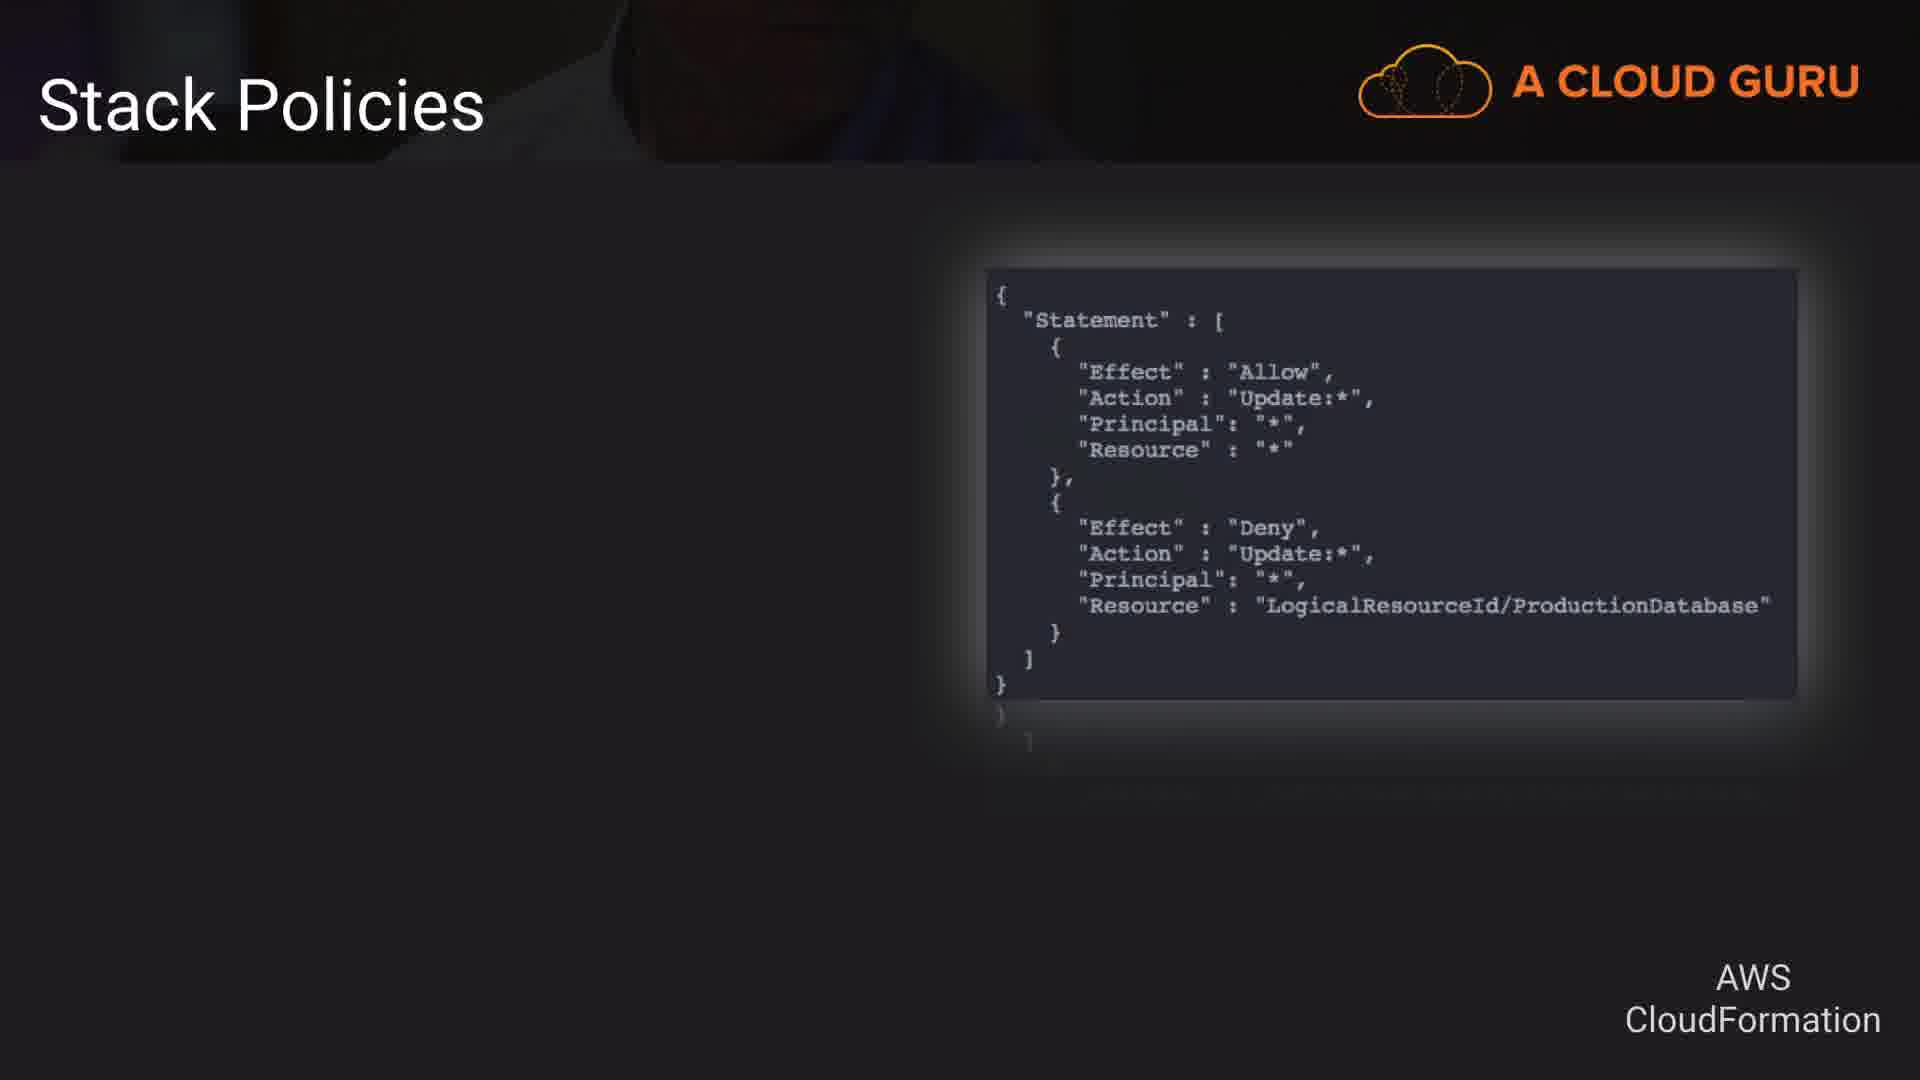 Stack Policies
A CLOUD GURU
{
"Statement" : [
{
"Effect" : "Allow",
"Action" : "Update:*",
"Principal": "*",
"Resource" : "*"
},
{
"Effect" : "Deny",
"Action" : "Update:*",
"Principal": "*",
"Resource" : "LogicalResourceId/ProductionDatabase"
}
]
}
}
]
AWS
CloudFormation